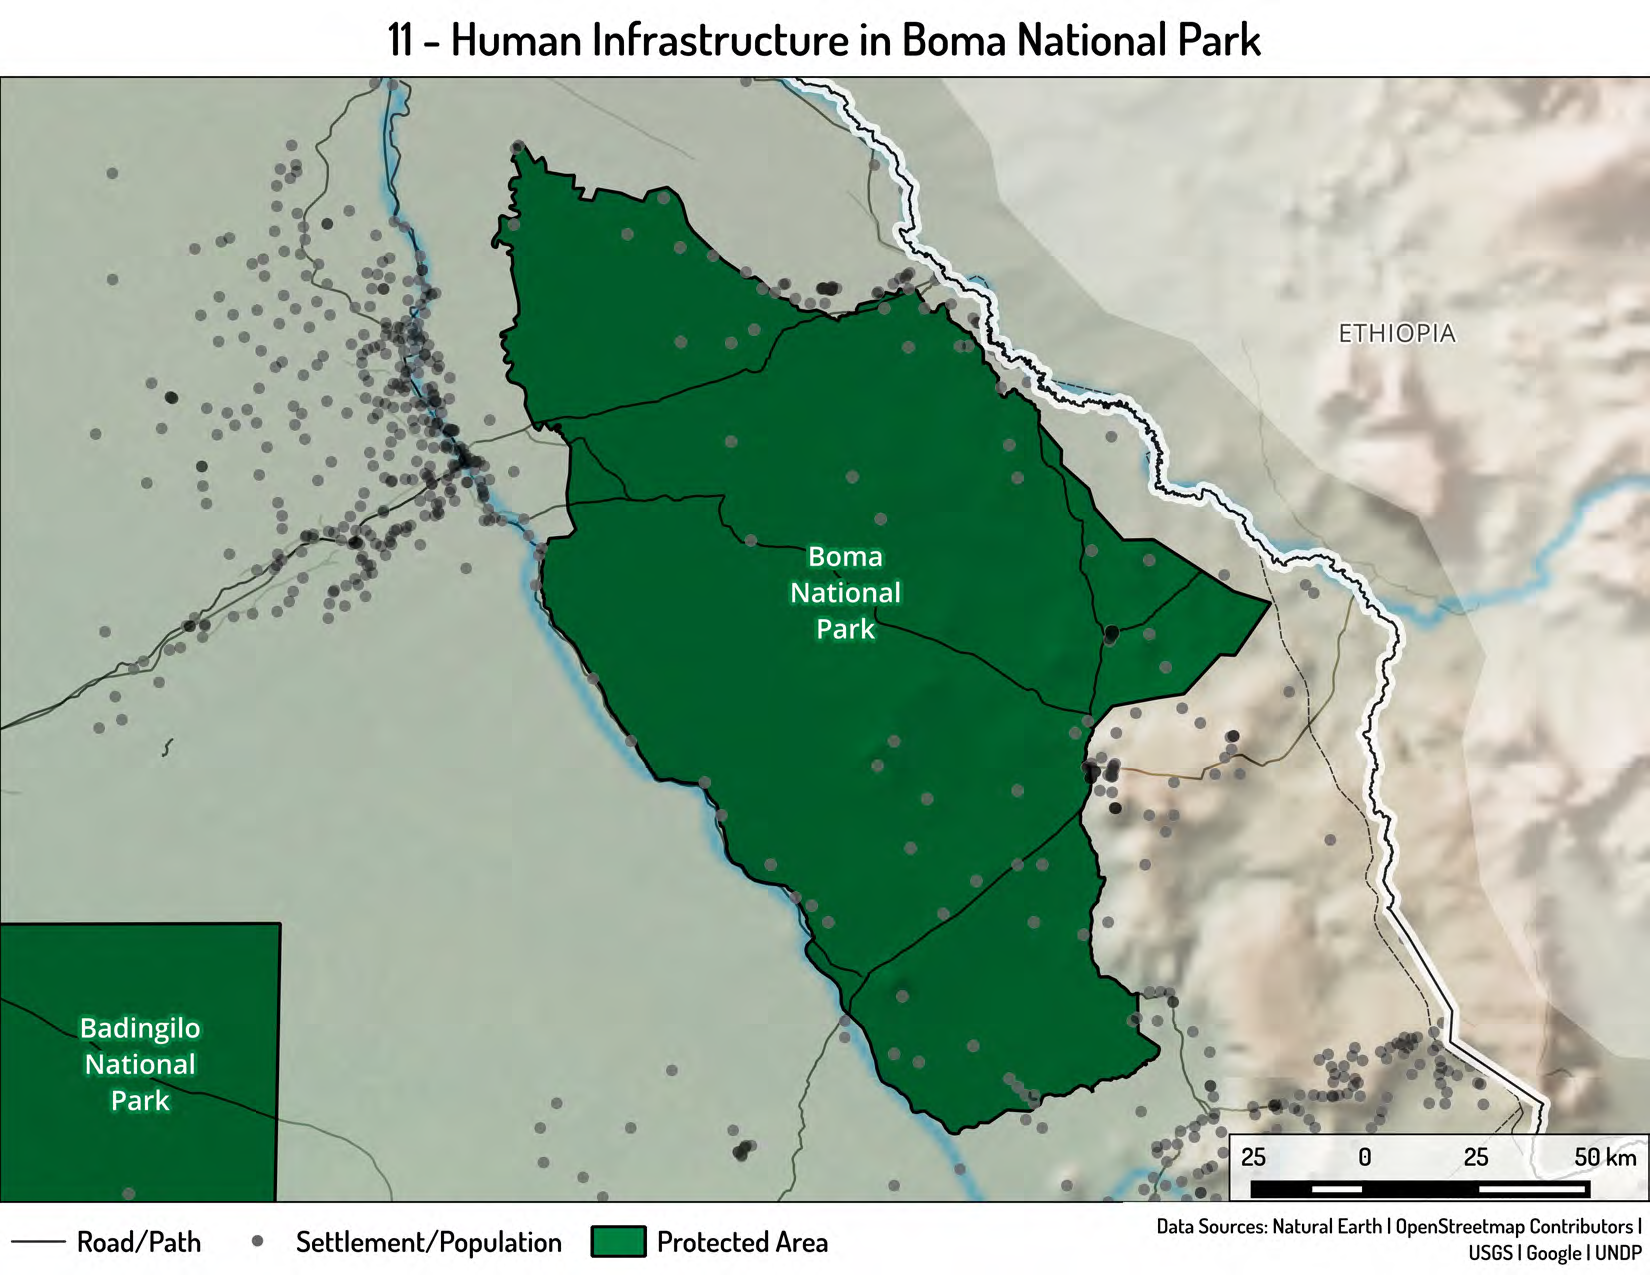 11 - Human Infrastructure in Boma National Park
ETHIOPIA
Boma
National
Park
Badingilo
National
Park
25 0 25 50 km
Road/Path
Settlement/Population
Protected Area
Data Sources: Natural Earth | OpenStreetmap Contributors |
USGS | Google | UNDP